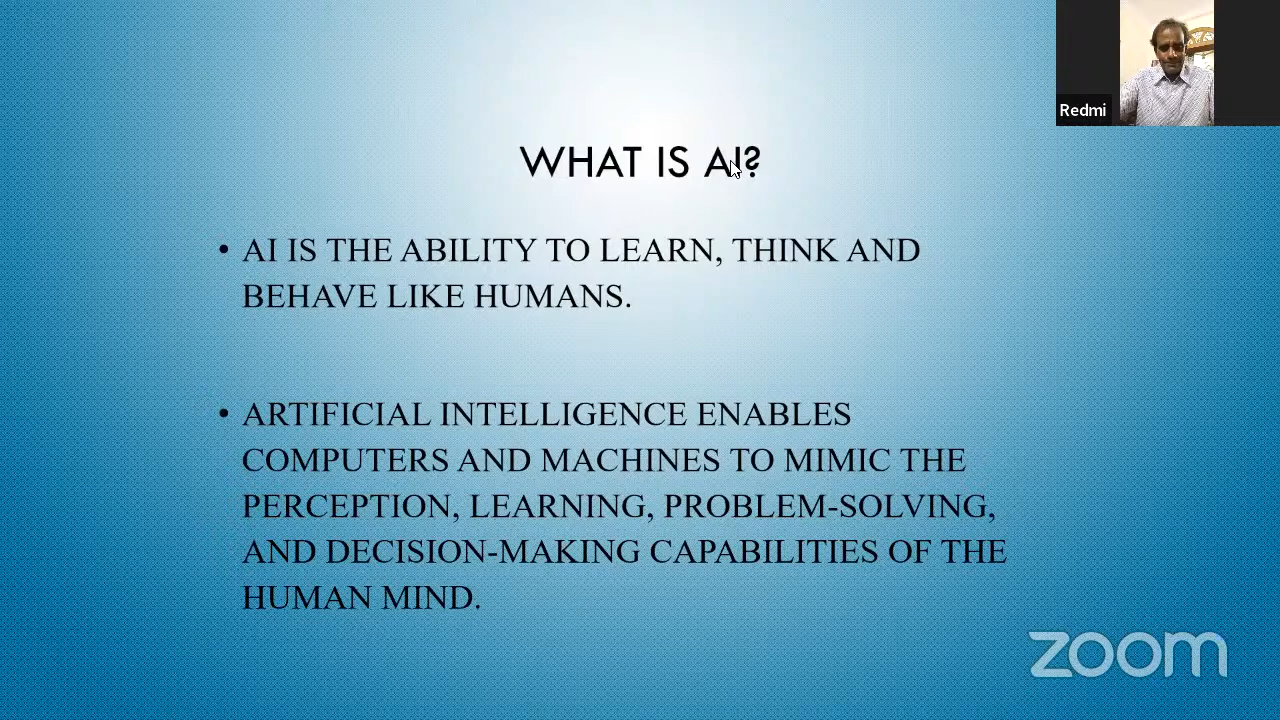 Redmi
WHAT IS AI?
• AI IS THE ABILITY TO LEARN, THINK AND
BEHAVE LIKE HUMANS.
• ARTIFICIAL INTELLIGENCE ENABLES
COMPUTERS AND MACHINES TO MIMIC THE
PERCEPTION, LEARNING, PROBLEM-SOLVING,
AND DECISION-MAKING CAPABILITIES OF THE
HUMAN MIND.
zoom